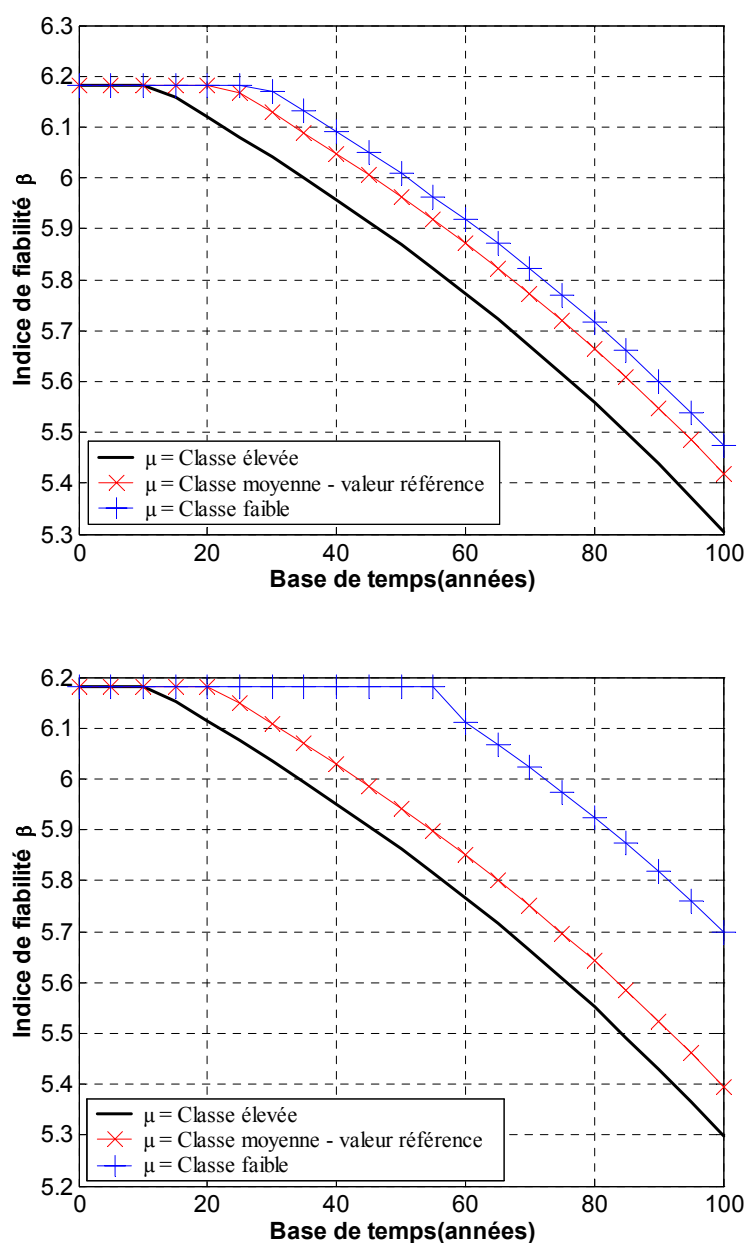 6.3
6.2
6.1
6
5.9
5.8
5.7
5.6
5.5
5.4
5.3
Indice de fiabilité β
μ = Classe élevée
μ = Classe moyenne - valeur référence
μ = Classe faible
0 20 40 60 80 100
Base de temps(années)
6.2
6.1
6
5.9
5.8
5.7
5.6
5.5
5.4
5.3
5.2
Indice de fiabilité β
μ = Classe élevée
μ = Classe moyenne - valeur référence
μ = Classe faible
0 20 40 60 80 100
Base de temps(années)